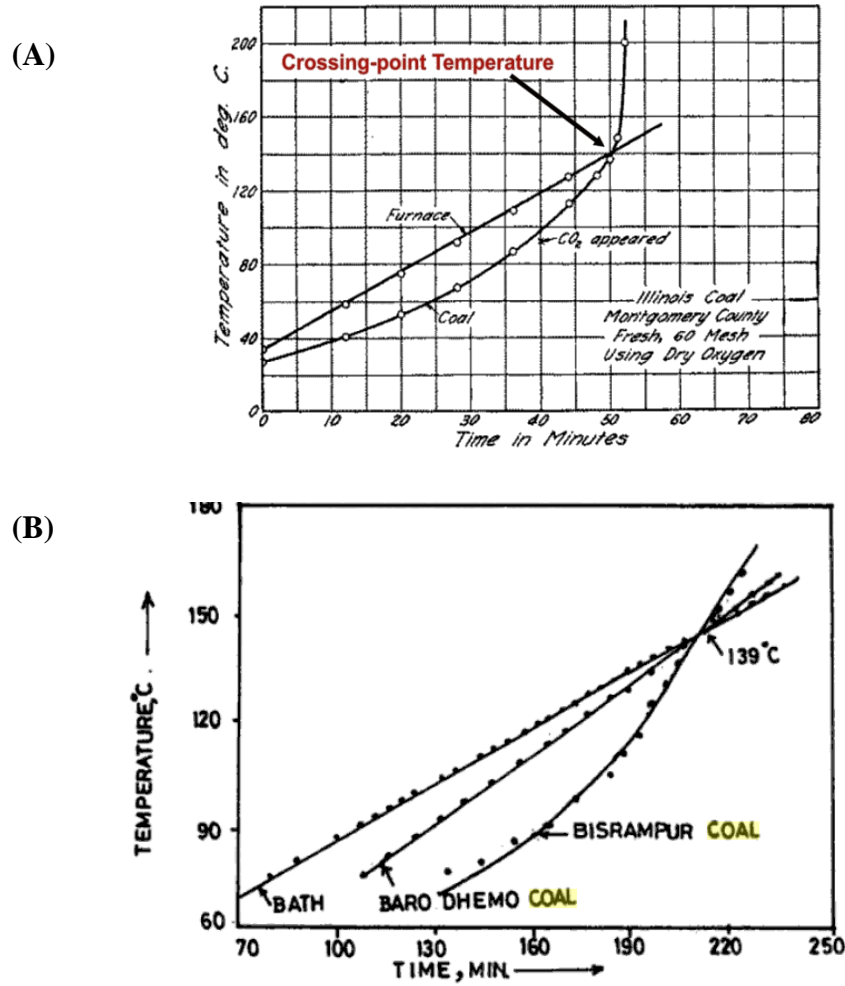 (A)
Crossing-point Temperature
Temperature in deg. C.
200
160
120
80
40
0
Furnace
CO2 appeared
Coal
Illinois Coal
Montgomery County
Fresh, 60 Mesh
Using Dry Oxygen
0 10 20 30 40 50 60 70 80
Time in Minutes
(B)
TEMPERATURE,°C.
180
150
120
90
60
139°C
BISRAMPUR COAL
BARO DHEMO COAL
BATH
70 100 130 160 190 220 250
TIME, MIN.